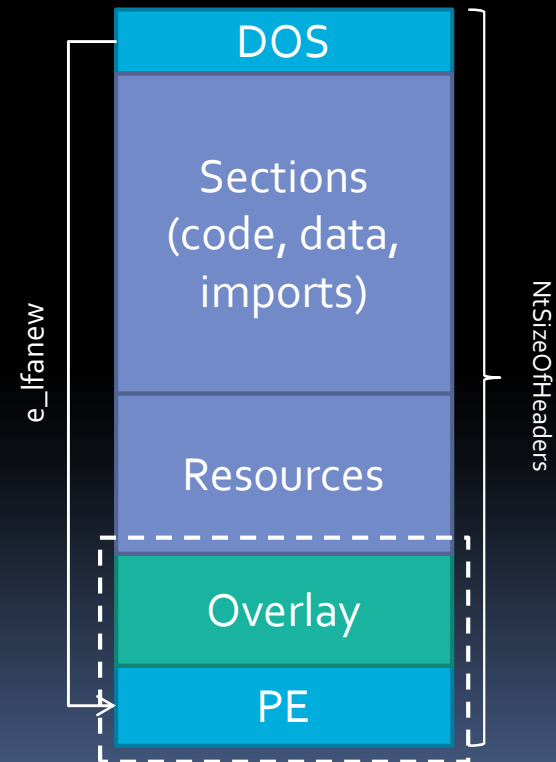 DOS
Sections
(code, data,
imports)
e_lfanew
NtSizeOfHeaders
Resources
Overlay
PE